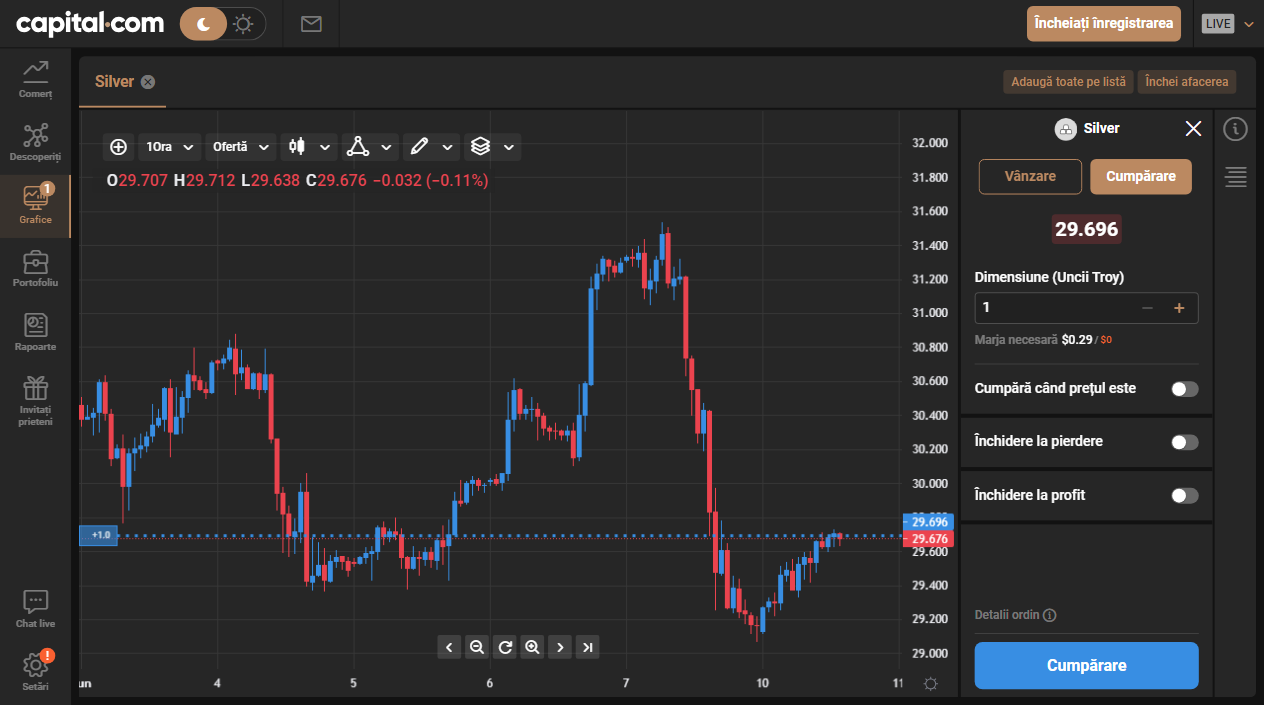 capital.com
Încheiați înregistrarea
LIVE
Comerț
Descoperiți
1
Grafice
Portofoliu
Rapoarte
Invitați
prieteni
Chat live
!
Setări
Silver
Adaugă toate pe listă
Închei afacerea
1Ora
Ofertă
O29.707 H29.712 L29.638 C29.676 −0.032 (−0.11%)
32.000
31.800
31.600
31.400
31.200
31.000
30.800
30.600
30.400
30.200
30.000
29.696
29.676
29.600
29.400
29.200
29.000
+1.0
un
4
5
6
7
10
11
Silver
Vânzare
Cumpărare
29.696
Dimensiune (Uncii Troy)
1
Marja necesară $0.29 / $0
Cumpără când prețul este
Închidere la pierdere
Închidere la profit
Detalii ordin
Cumpărare